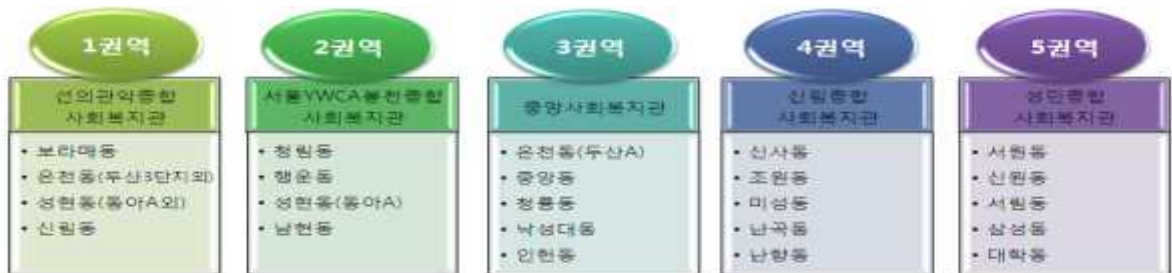 1권역
선의관악종합
사회복지관
• 보라매동
• 은천동(두산3단지외)
• 성현동(동아A외)
• 신림동
2권역
서울YWCA봉천종합
사회복지관
• 청림동
• 행운동
• 성현동(동아A)
• 남현동
3권역
중앙사회복지관
• 은천동(두산A)
• 중앙동
• 청룡동
• 낙성대동
• 인헌동
4권역
신림종합
사회복지관
• 신사동
• 조원동
• 미성동
• 난곡동
• 난향동
5권역
성민종합
사회복지관
• 서원동
• 신원동
• 서림동
• 삼성동
• 대학동